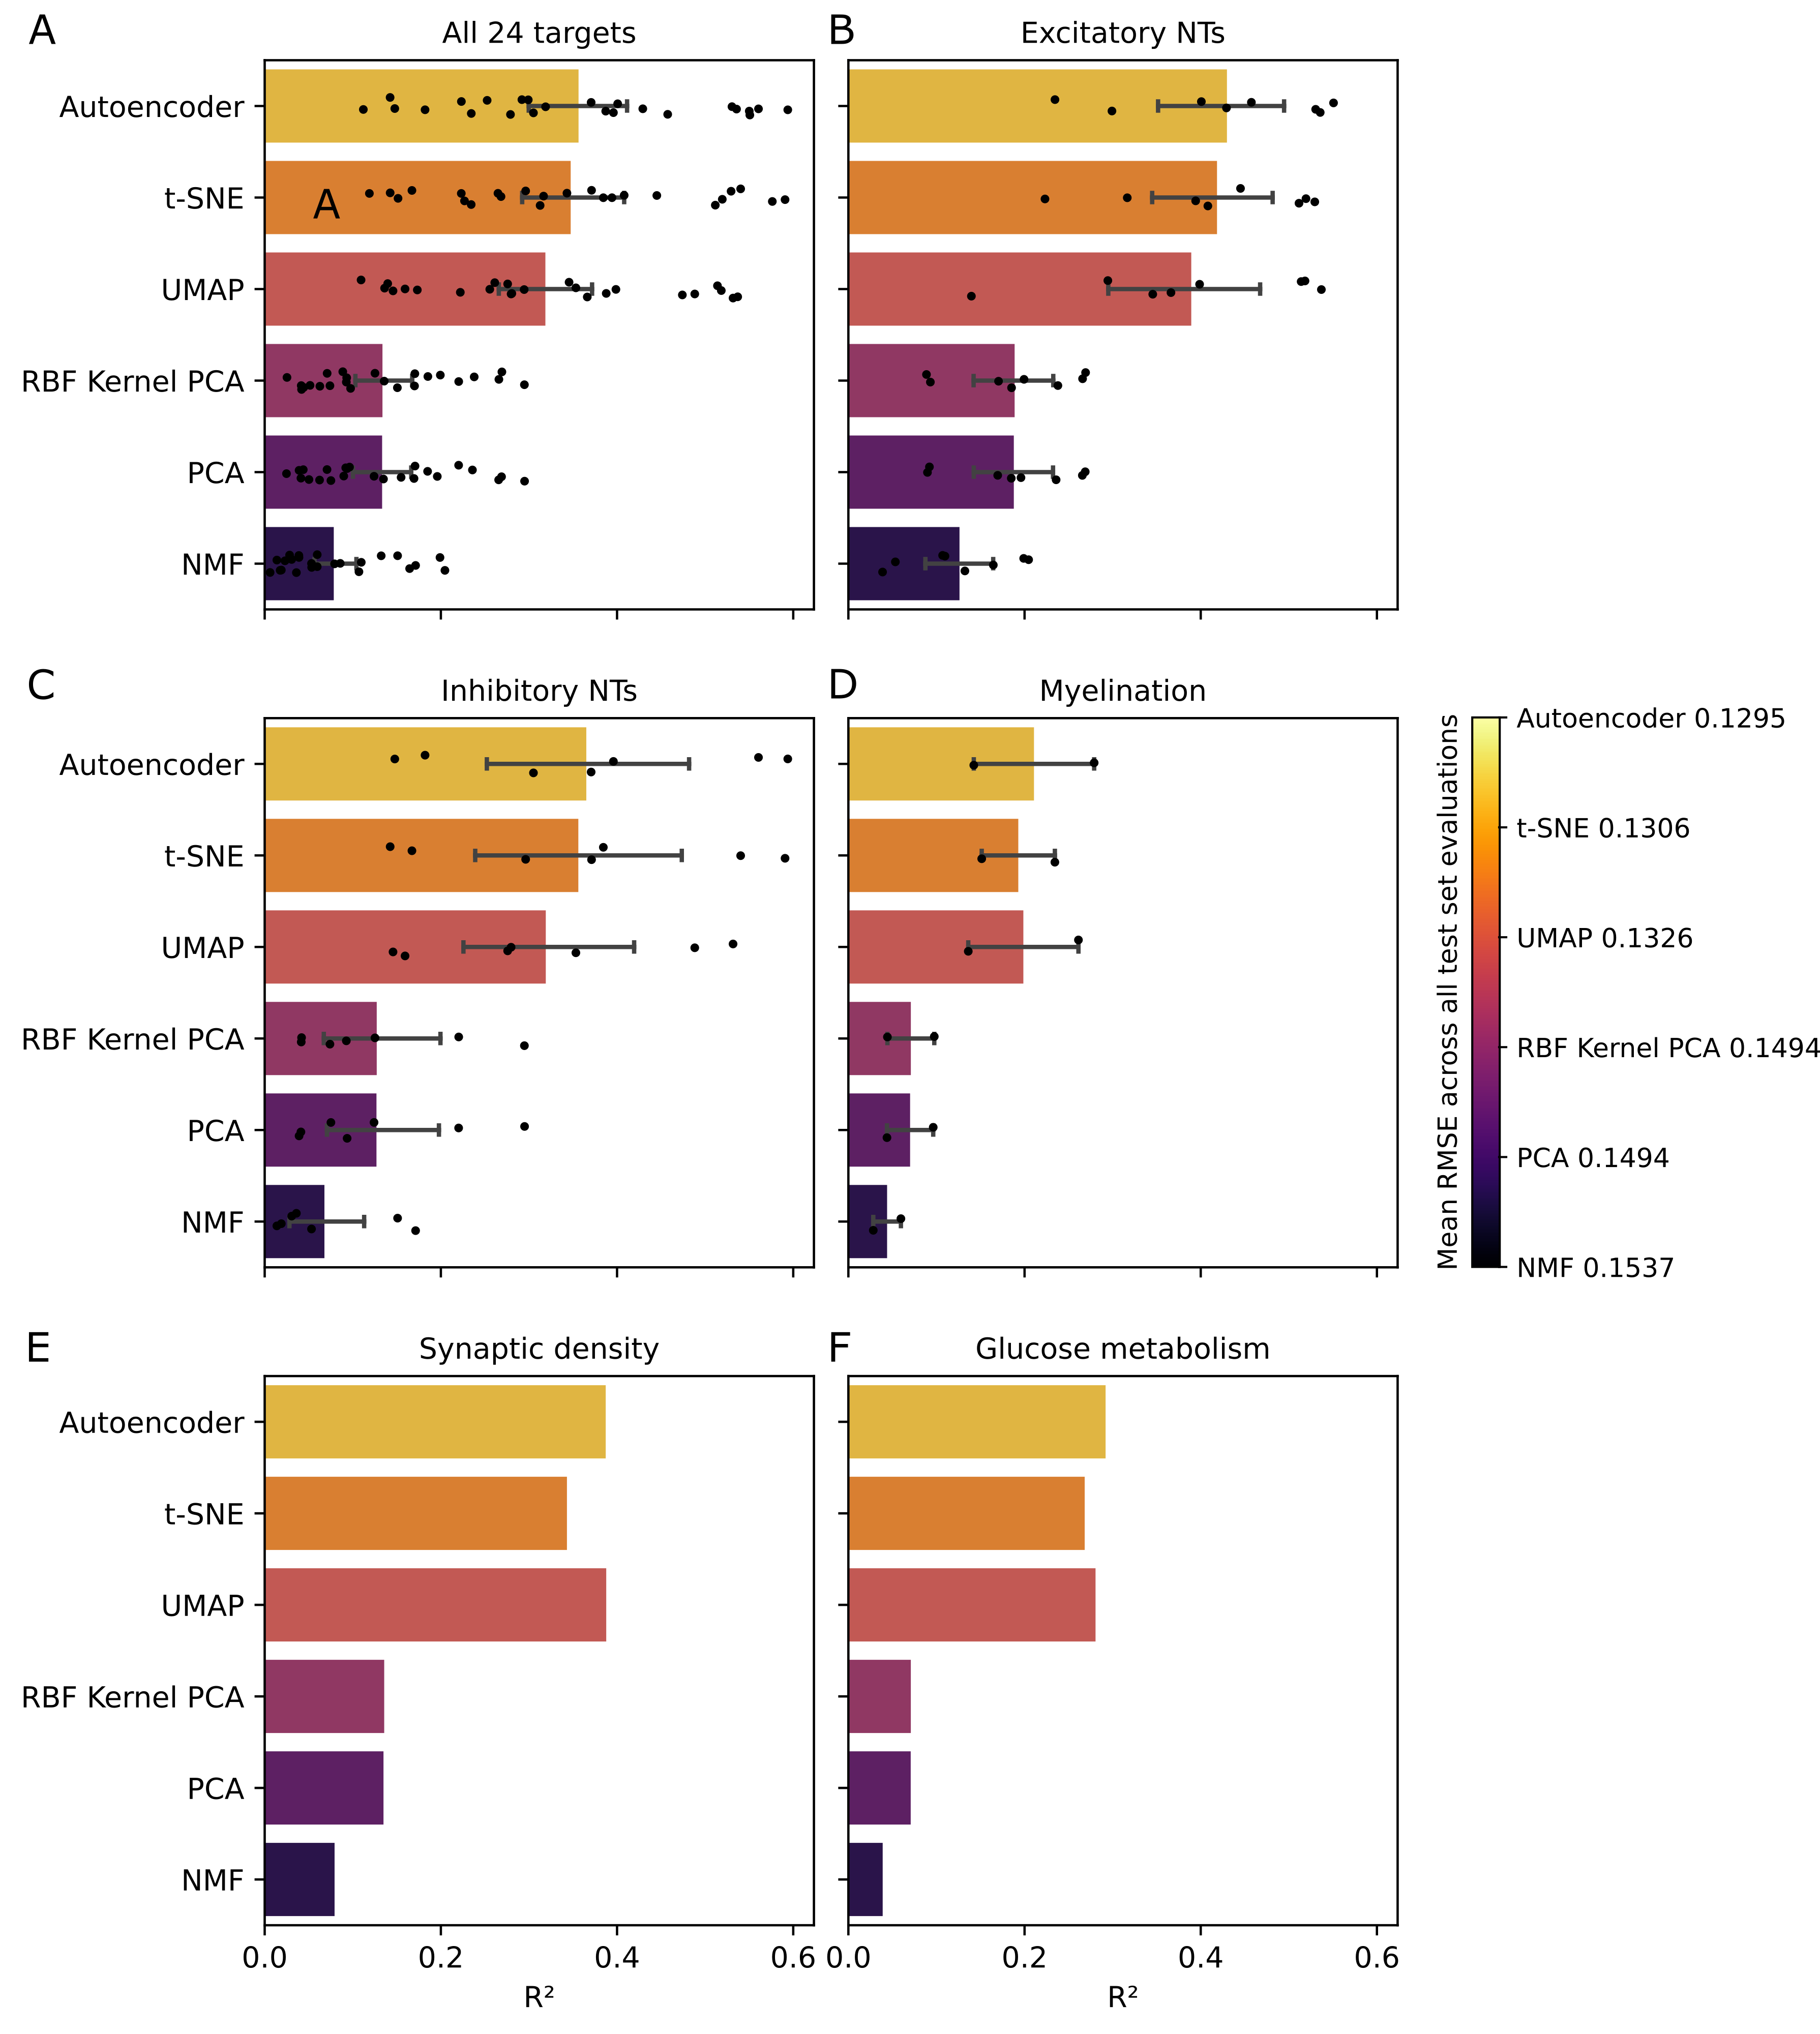 A
All 24 targets
B
Excitatory NTs
Autoencoder
t-SNE
A
UMAP
RBF Kernel PCA
PCA
NMF
C
Inhibitory NTs
D
Myelination
Autoencoder
t-SNE
UMAP
RBF Kernel PCA
PCA
NMF
Mean RMSE across all test set evaluations
Autoencoder 0.1295
t-SNE 0.1306
UMAP 0.1326
RBF Kernel PCA 0.1494
PCA 0.1494
NMF 0.1537
E
Synaptic density
F
Glucose metabolism
Autoencoder
t-SNE
UMAP
RBF Kernel PCA
PCA
NMF
0.0 0.2 0.4 0.6
0.0 0.2 0.4 0.6
R²
R²